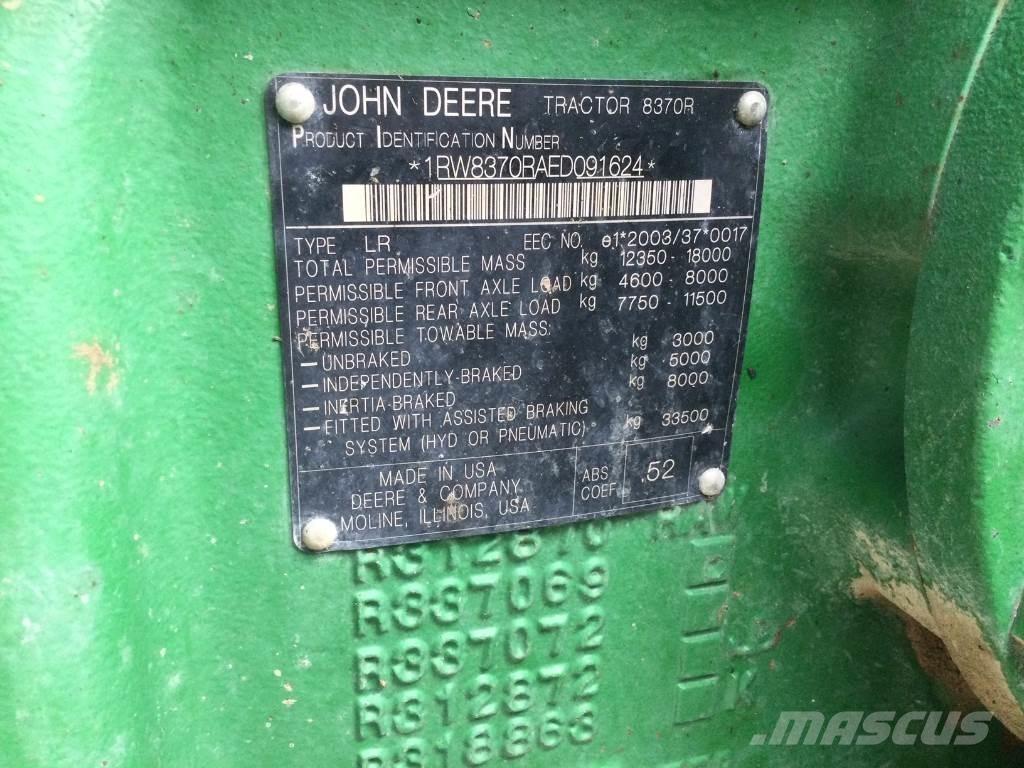 JOHN DEERE TRACTOR 8370R
PRODUCT IDENTIFICATION NUMBER
*1RW8370RAED091624*
TYPE LR EEC NO. e1*2003/37*0017
TOTAL PERMISSIBLE MASS kg 12350 - 18000
PERMISSIBLE FRONT AXLE LOAD kg 4600 - 8000
PERMISSIBLE REAR AXLE LOAD kg 7750 - 11500
PERMISSIBLE TOWABLE MASS:
- UNBRAKED kg 3000
- INDEPENDENTLY-BRAKED kg 5000
- INERTIA-BRAKED kg 8000
- FITTED WITH ASSISTED BRAKING
SYSTEM (HYD OR PNEUMATIC) kg 33500
MADE IN USA
DEERE & COMPANY
MOLINE, ILLINOIS, USA
ABS
COEF
.52
R312870
R337069
R337072
R312872
R318863
MASCUS